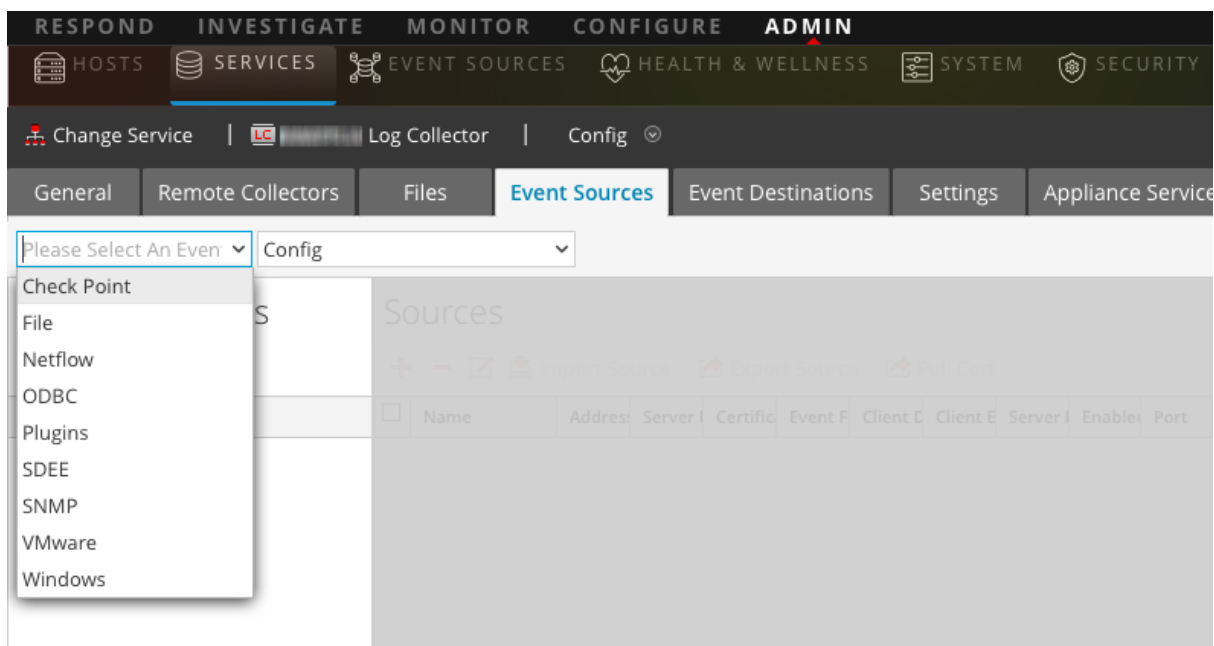 RESPOND INVESTIGATE MONITOR CONFIGURE ADMIN
HOSTS SERVICES EVENT SOURCES HEALTH & WELLNESS SYSTEM SECURITY
Change Service | LC Log Collector | Config
General Remote Collectors Files Event Sources Event Destinations Settings Appliance Service
Please Select An Even Config
Check Point
File
Netflow
ODBC
Plugins
SDEE
SNMP
VMware
Windows
s Sources
Import Source Export Source Pull Cert
Name Addres Server Certific Event F Client D Client E Server Enable Port